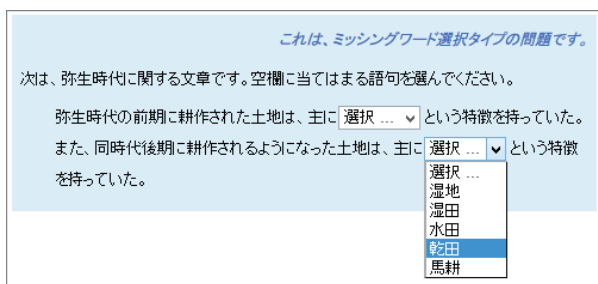 これは、ミッシングワード選択タイプの問題です。
次は、弥生時代に関する文章です。空欄に当てはまる語句を選んでください。
弥生時代の前期に耕作された土地は、主に 選択 ... という特徴を持っていた。
また、同時代後期に耕作されるようになった土地は、主に 選択 ... という特徴
を持っていた。
選択 ...
湿地
湿田
水田
乾田
馬耕